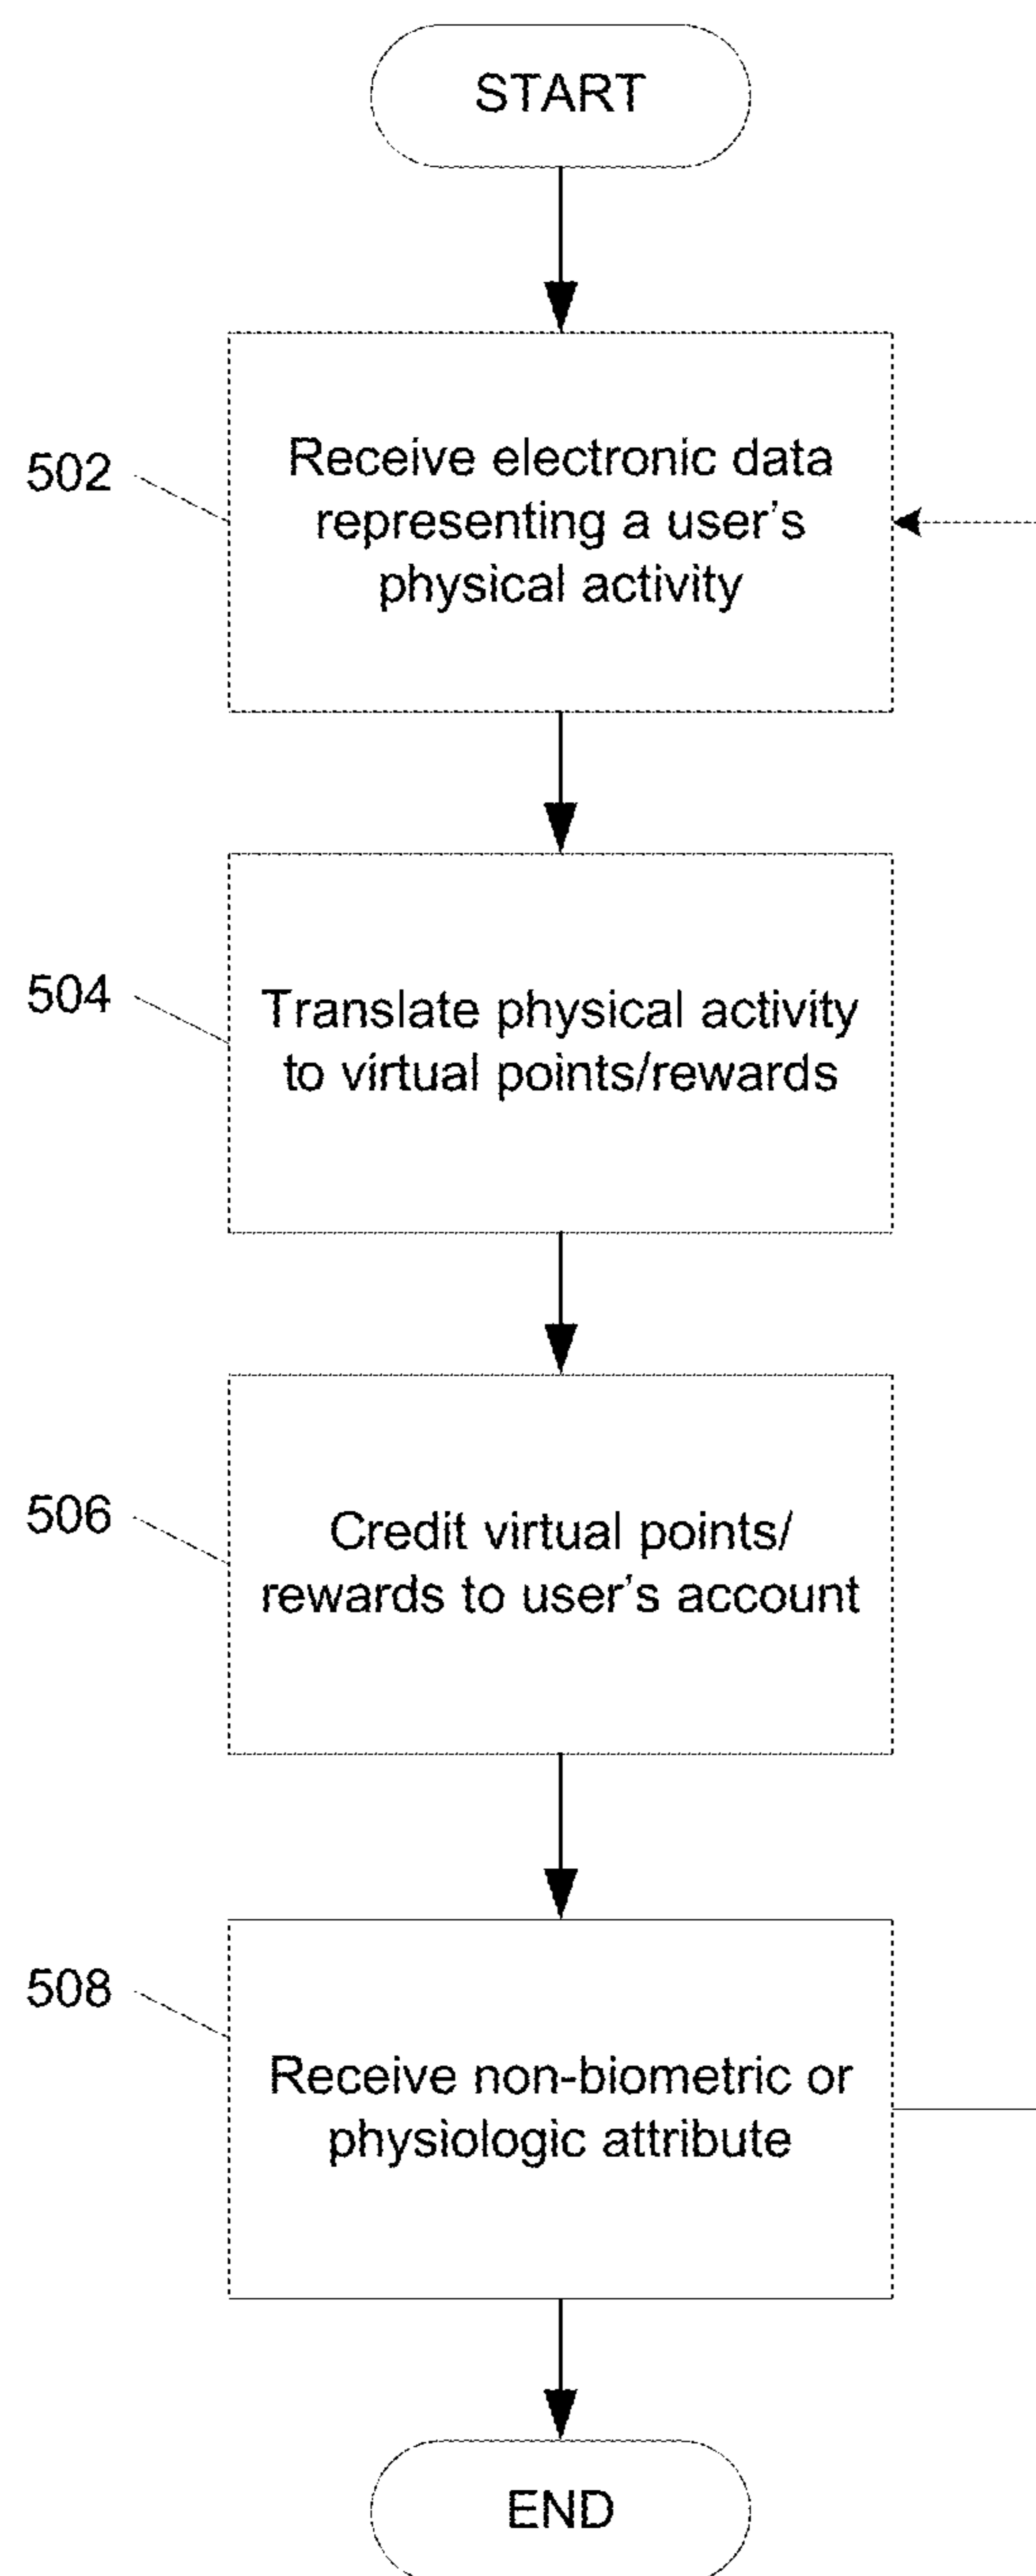 START
502
Receive electronic data
representing a user's
physical activity
504
Translate physical activity
to virtual points/rewards
506
Credit virtual points/
rewards to user's account
508
Receive non-biometric or
physiologic attribute
END